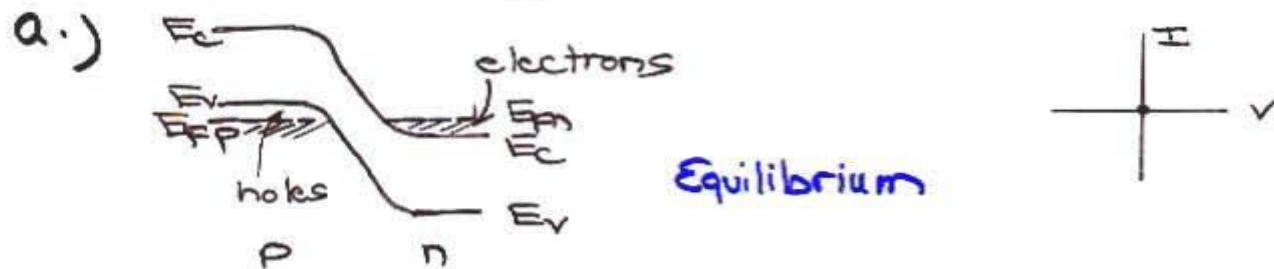 a.)
Ec
electrons
I
Ev
EFn
V
EFP
Ec
holes
Equilibrium
Ev
P
n